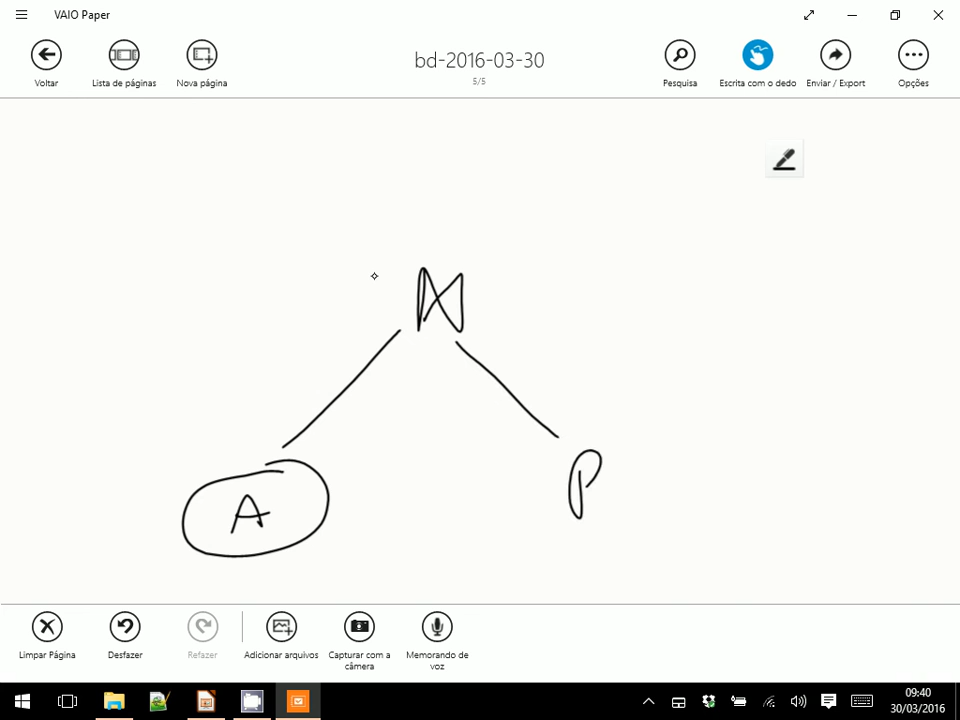 VAIO Paper
Voltar
Lista de páginas
Nova página
bd-2016-03-30
5/5
Pesquisa
Escrita com o dedo
Enviar / Export
Opções
⋈
A
P
Limpar Página
Desfazer
Refazer
Adicionar arquivos
Capturar com a
câmera
Memorando de
voz
09:40
30/03/2016